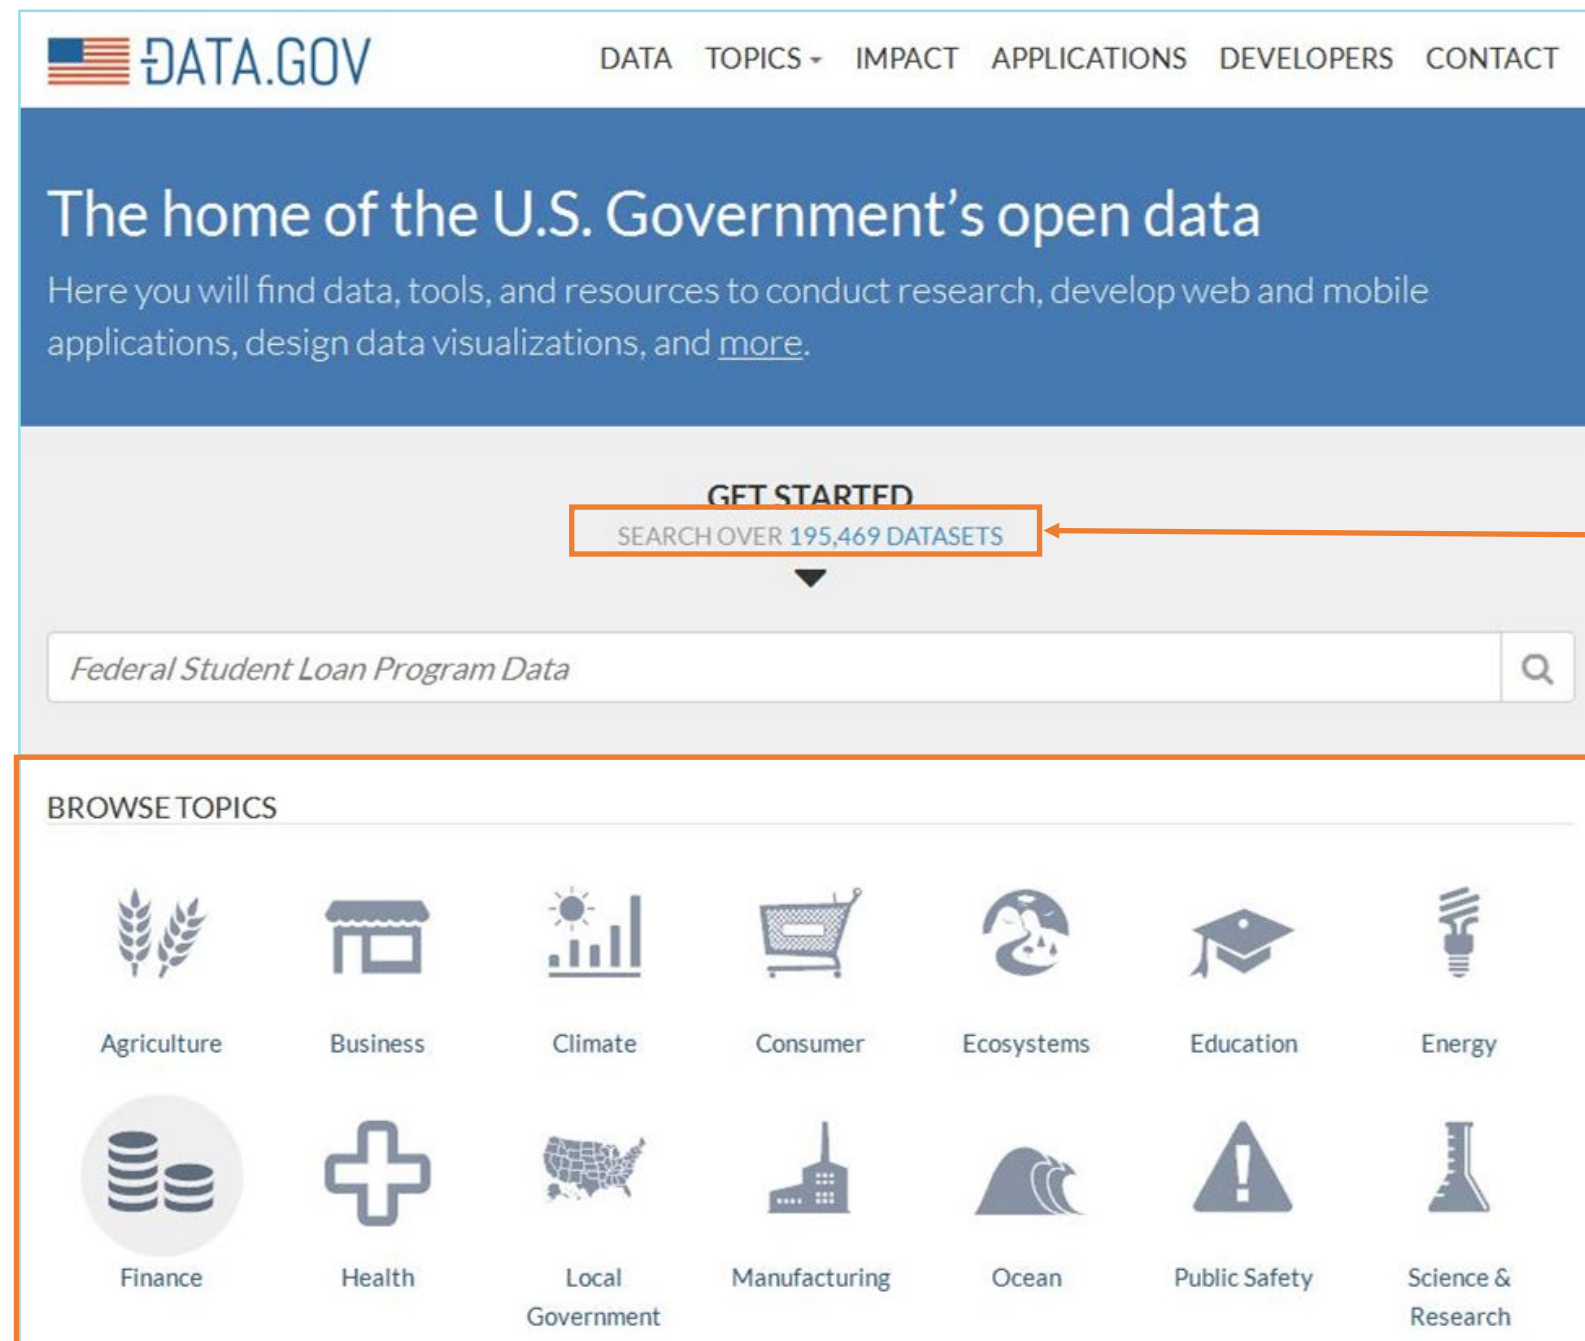 DATA.GOV
DATA TOPICS IMPACT APPLICATIONS DEVELOPERS CONTACT
The home of the U.S. Government’s open data
Here you will find data, tools, and resources to conduct research, develop web and mobile
applications, design data visualizations, and more.
GET STARTED
SEARCH OVER 195,469 DATASETS
Federal Student Loan Program Data
BROWSE TOPICS
Agriculture Business Climate Consumer Ecosystems Education Energy
Finance Health Local Manufacturing Ocean Public Safety Science &
Government Research